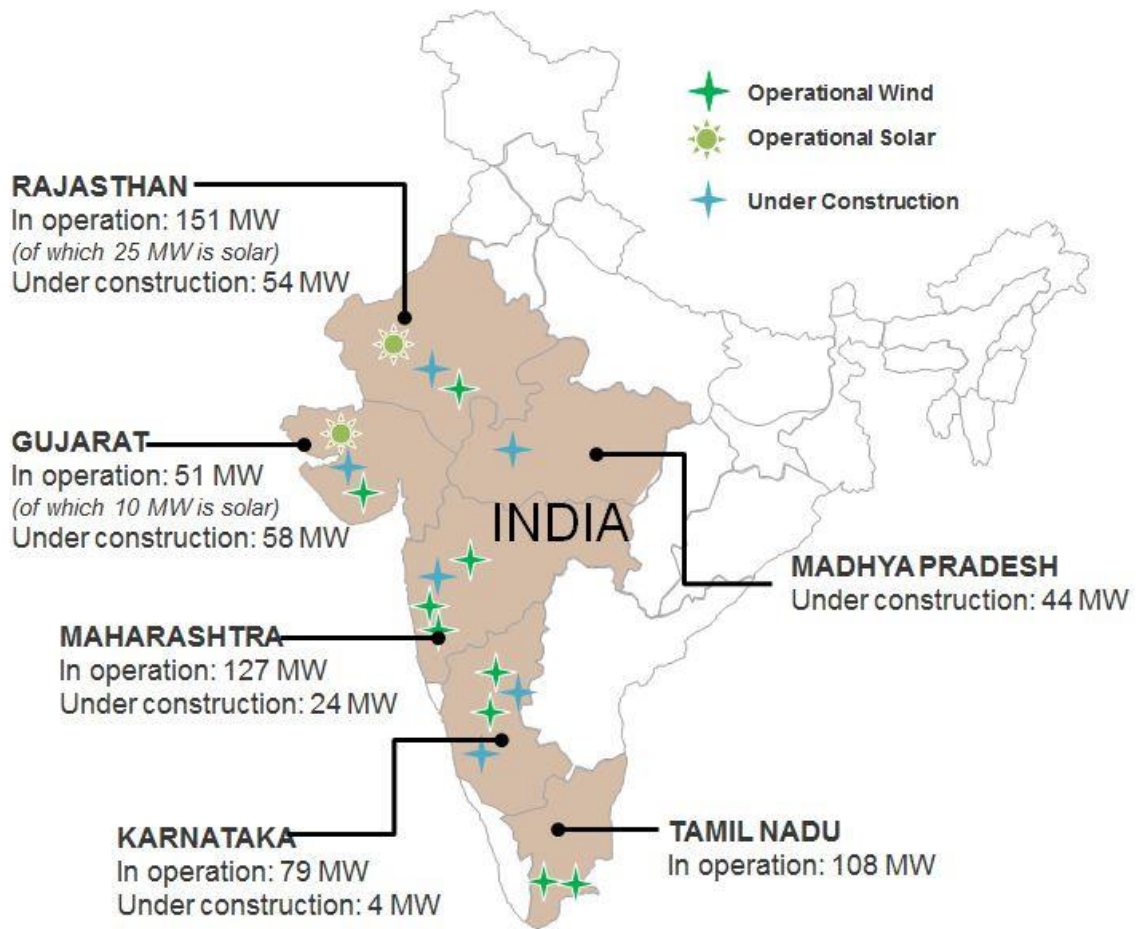 Operational Wind
Operational Solar
Under Construction
RAJASTHAN
In operation: 151 MW
(of which 25 MW is solar)
Under construction: 54 MW
GUJARAT
In operation: 51 MW
(of which 10 MW is solar)
Under construction: 58 MW
INDIA
MADHYA PRADESH
Under construction: 44 MW
MAHARASHTRA
In operation: 127 MW
Under construction: 24 MW
KARNATAKA
In operation: 79 MW
Under construction: 4 MW
TAMIL NADU
In operation: 108 MW